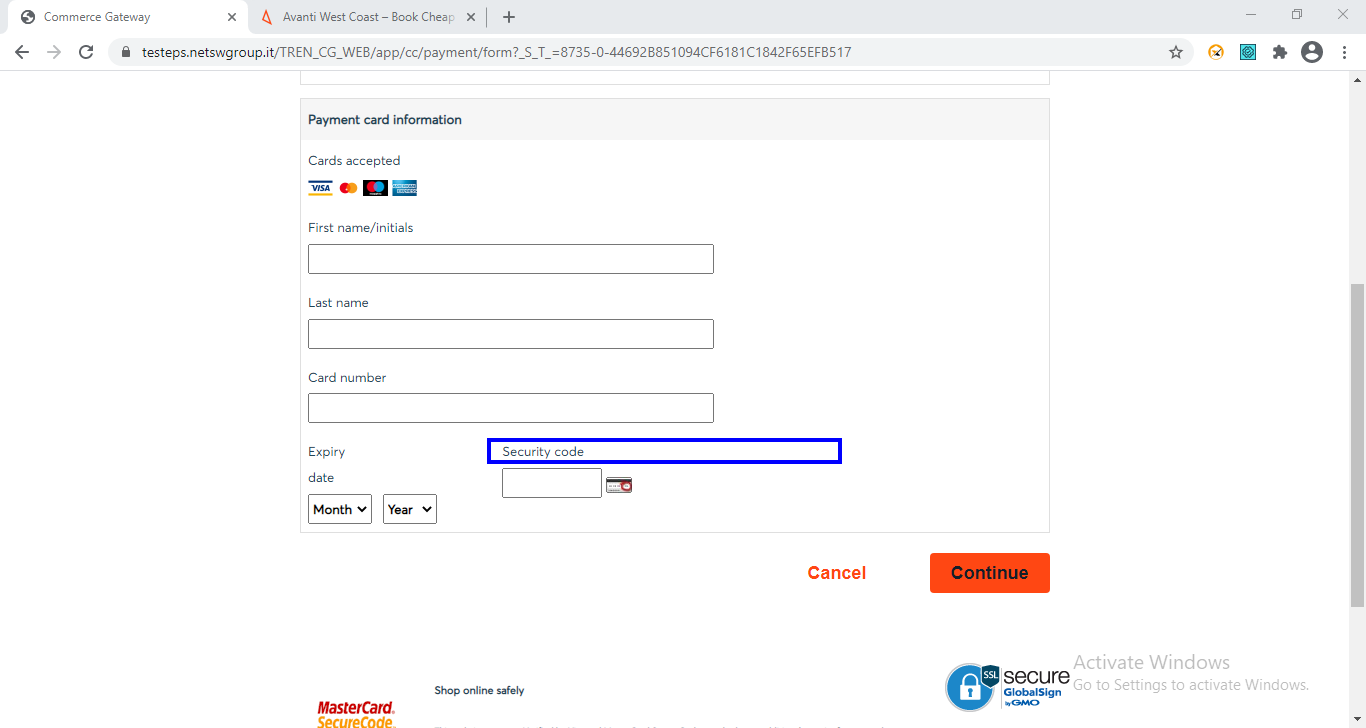 Commerce Gateway
Avanti West Coast – Book Cheap
testeps.netswgroup.it/TREN_CG_WEB/app/cc/payment/form?_S_T_=8735-0-44692B851094CF6181C1842F65EFB517
Payment card information
Cards accepted
VISA
First name/initials
Last name
Card number
Expiry date
Security code
Month
Year
Cancel
Continue
Shop online safely
MasterCard.
SecureCode.
SSL
secure
GlobalSign
by GMO
Activate Windows
Go to Settings to activate Windows.